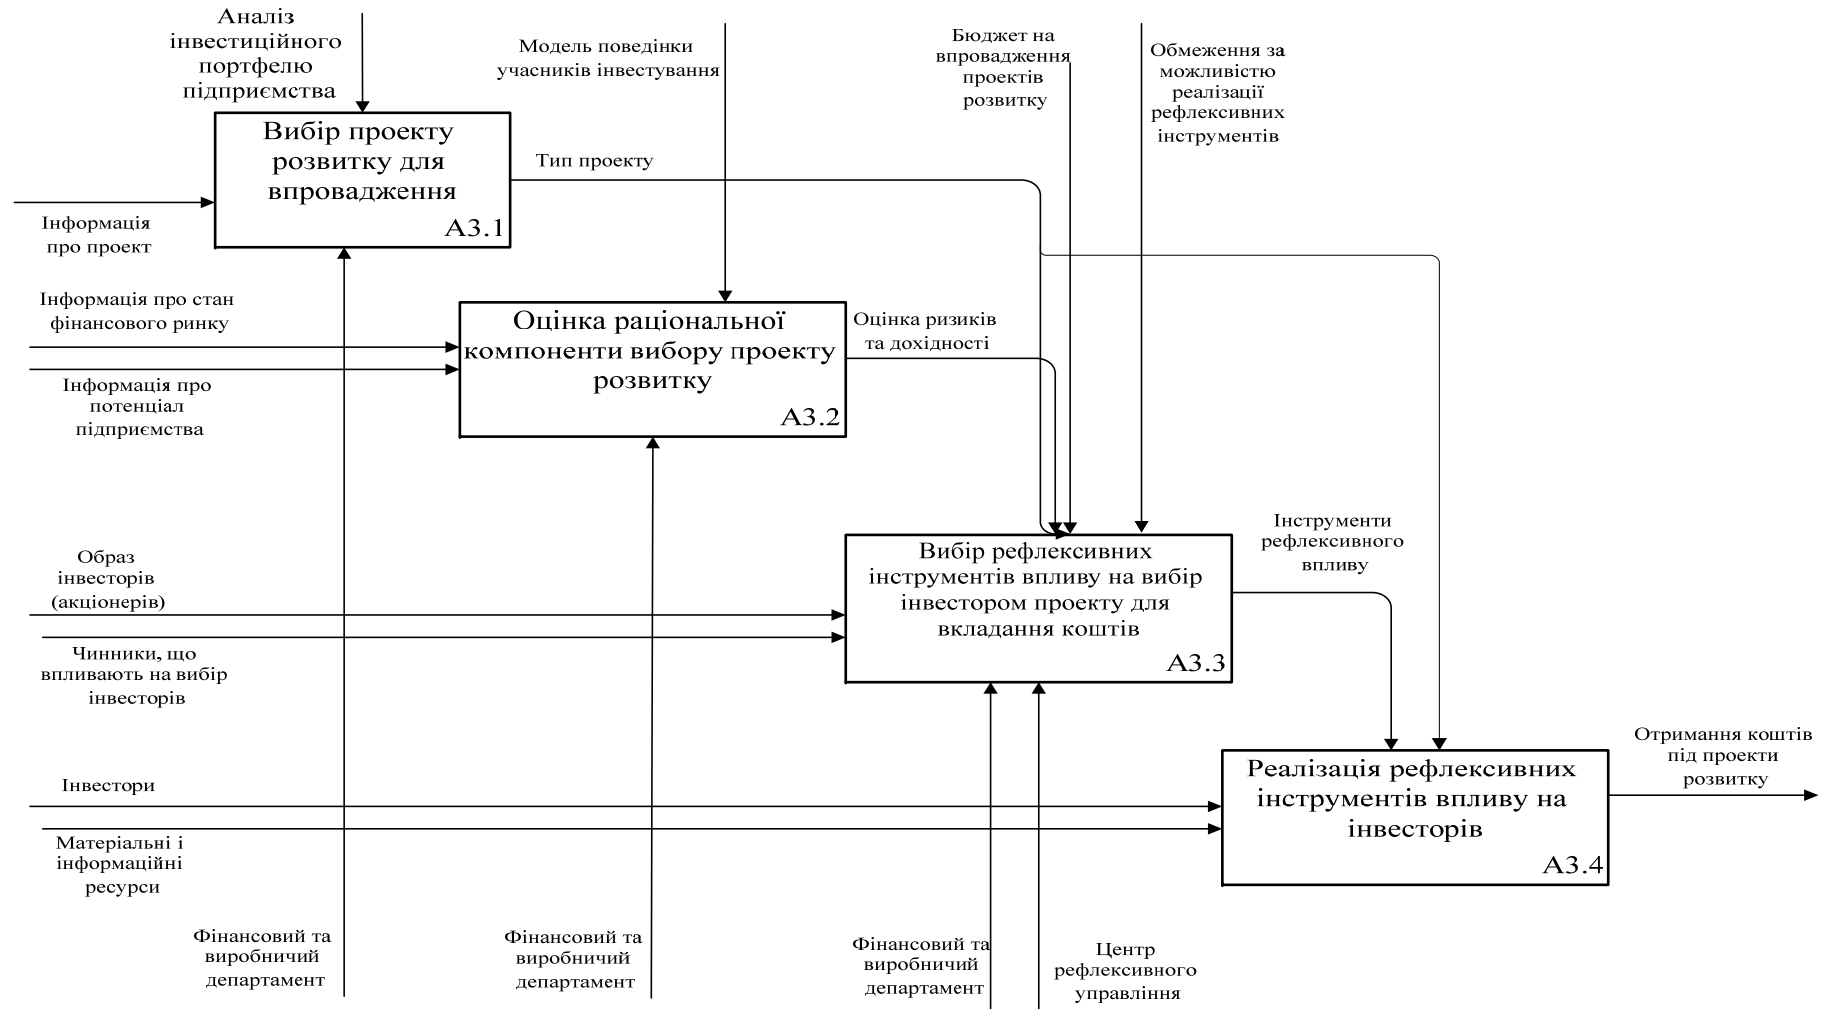 Аналіз
інвестиційного
портфелю
підприємства
Модель поведінки
учасників інвестування
Бюджет на
впровадження
проектів
розвитку
Обмеження за
можливістю
реалізації
рефлексивних
інструментів
Вибір проекту
розвитку для
впровадження
А3.1
Тип проекту
Інформація
про проект
Інформація про стан
фінансового ринку
Інформація про
потенціал
підприємства
Оцінка раціональної
компоненти вибору проекту
розвитку
А3.2
Оцінка ризиків
та дохідності
Образ
інвесторів
(акціонерів)
Чинники, що
впливають на вибір
інвесторів
Вибір рефлексивних
інструментів впливу на вибір
інвестором проекту для
вкладання коштів
А3.3
Інструменти
рефлексивного
впливу
Інвестори
Матеріальні і
інформаційні
ресурси
Реалізація рефлексивних
інструментів впливу на
інвесторів
А3.4
Отримання коштів
під проекти
розвитку
Фінансовий та
виробничий
департамент
Фінансовий та
виробничий
департамент
Фінансовий та
виробничий
департамент
Центр
рефлексивного
управління